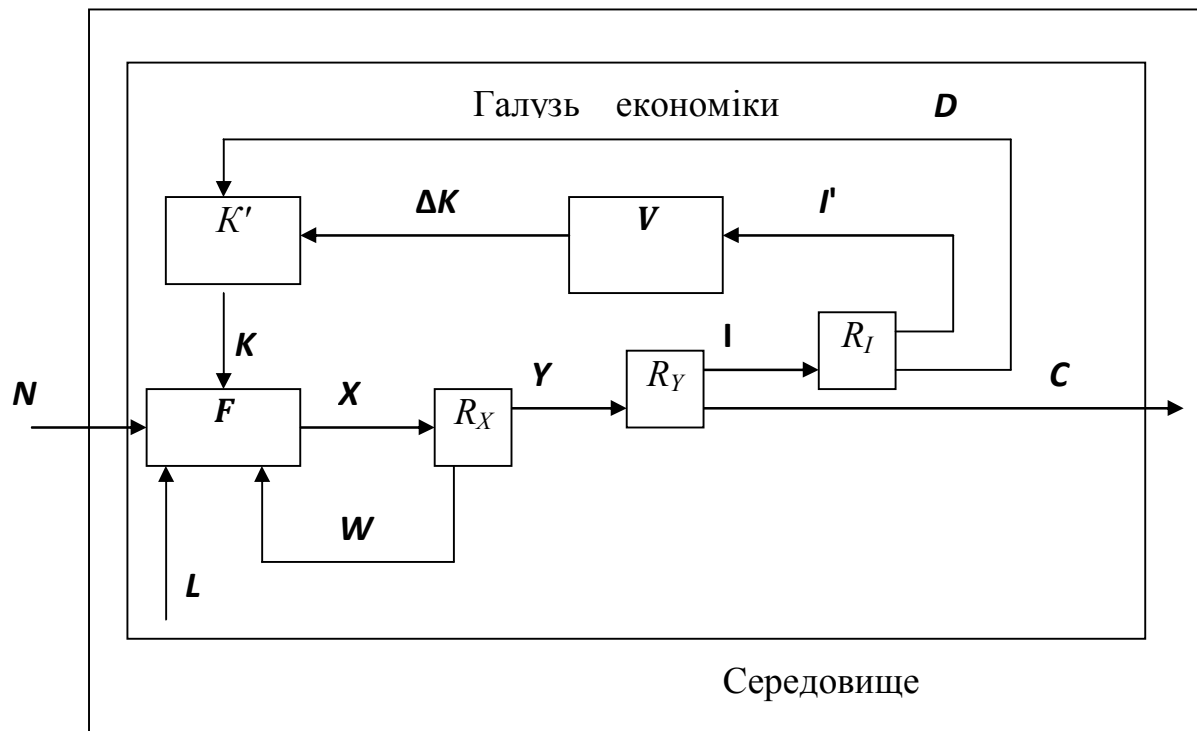 Галузь економіки
D
K'
ΔK
V
I'
K
I
R_I
N
F
X
R_X
Y
R_Y
C
W
L
Середовище